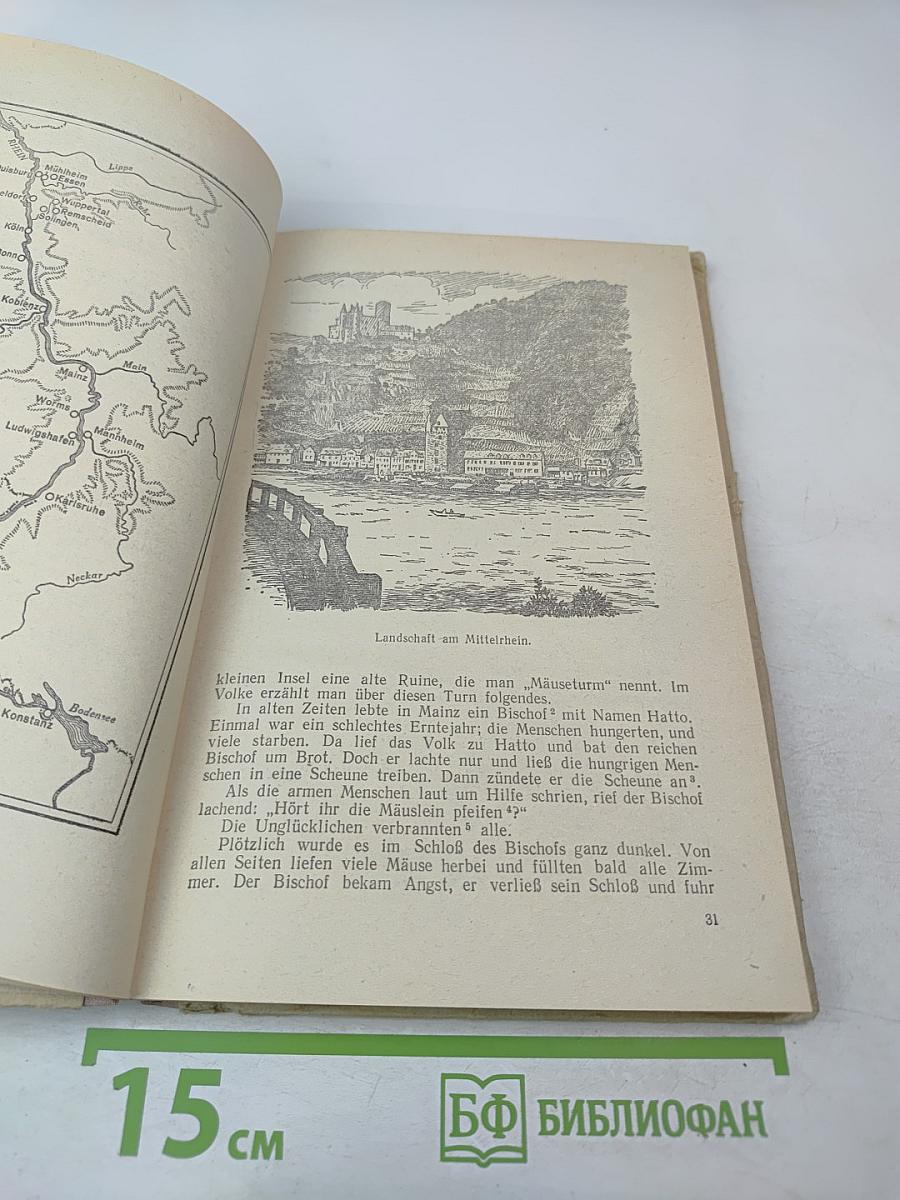 RHEIN
Lippe
Mühlheim
uisburg
Essen
Wuppertal
eldorf
Remscheid
Solingen
Köln
onn
Koblenz
Main
Mainz
Worms
Ludwigshafen
Mannheim
Karlsruhe
Neckar
Bodensee
Konstanz
Landschaft am Mittelrhein.
kleinen Insel eine alte Ruine, die man „Mäuseturm“ nennt. Im
Volke erzählt man über diesen Turn folgendes.
In alten Zeiten lebte in Mainz ein Bischof² mit Namen Hatto.
Einmal war ein schlechtes Erntejahr; die Menschen hungerten, und
viele starben. Da lief das Volk zu Hatto und bat den reichen
Bischof um Brot. Doch er lachte nur und ließ die hungrigen Men-
schen in eine Scheune treiben. Dann zündete er die Scheune an³.
Als die armen Menschen laut um Hilfe schrien, rief der Bischof
lachend: „Hört ihr die Mäuslein pfeifen⁴?“
Die Unglücklichen verbrannten⁵ alle.
Plötzlich wurde es im Schloß des Bischofs ganz dunkel. Von
allen Seiten liefen viele Mäuse herbei und füllten bald alle Zim-
mer. Der Bischof bekam Angst, er verließ sein Schloß und fuhr
31
15 см
БФ БИБЛИОФАН